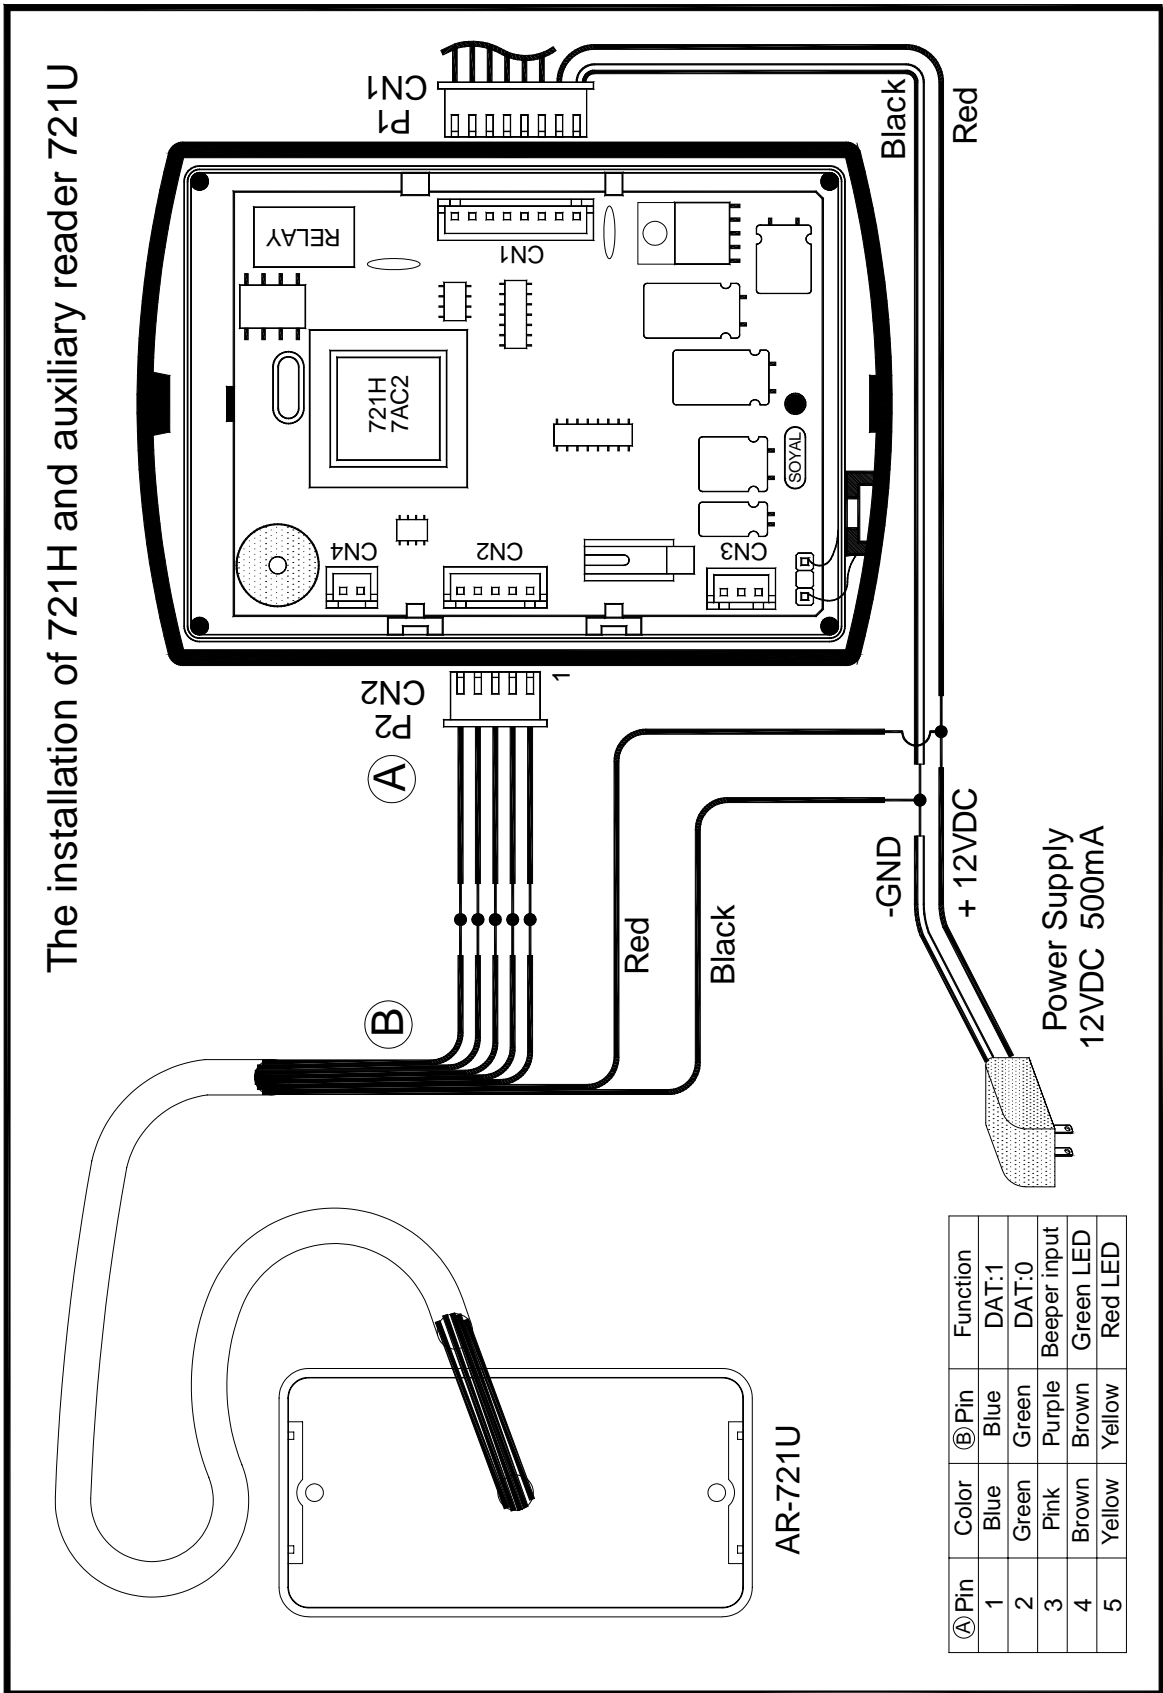 The installation of 721H and auxiliary reader 721U
P1
CN1
RELAY
CN1
721H
7AC2
SOYAL
CN4
CN2
CN3
P2
CN2
1
A
B
Black
Red
Red
Black
-GND
+ 12VDC
Power Supply
12VDC 500mA
AR-721U
A Pin Color B Pin Function
1 Blue Blue DAT:1
2 Green Green DAT:0
3 Pink Purple Beeper input
4 Brown Brown Green LED
5 Yellow Yellow Red LED